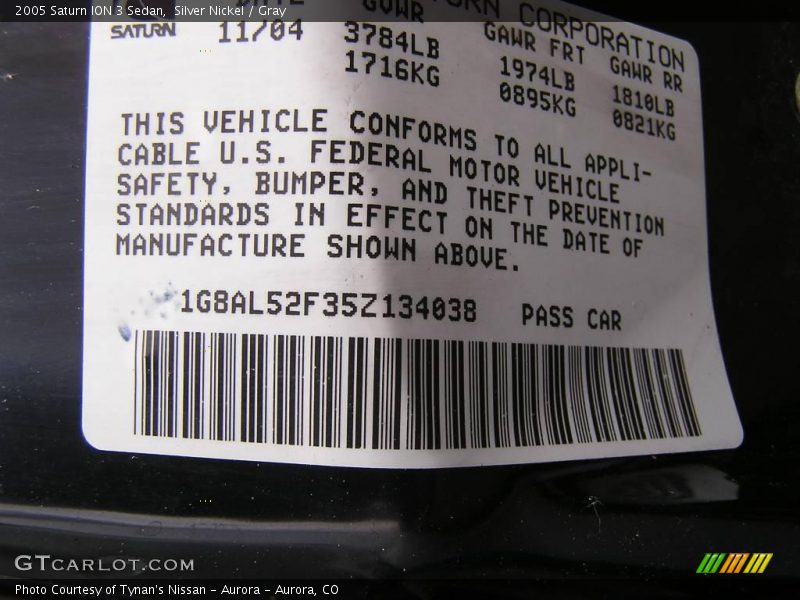 2005 Saturn ION 3 Sedan,  Silver Nickel / Gray
CORPORATION
SATURN 11/04 GVWR GAWR FRT GAWR RR
3784LB 1974LB 1810LB
1716KG 0895KG 0821KG
THIS VEHICLE CONFORMS TO ALL APPLI-
CABLE U.S. FEDERAL MOTOR VEHICLE
SAFETY, BUMPER, AND THEFT PREVENTION
STANDARDS IN EFFECT ON THE DATE OF
MANUFACTURE SHOWN ABOVE.
1G8AL52F35Z134038 PASS CAR
GTCARLOT.COM
Photo Courtesy of Tynan's Nissan - Aurora - Aurora, CO